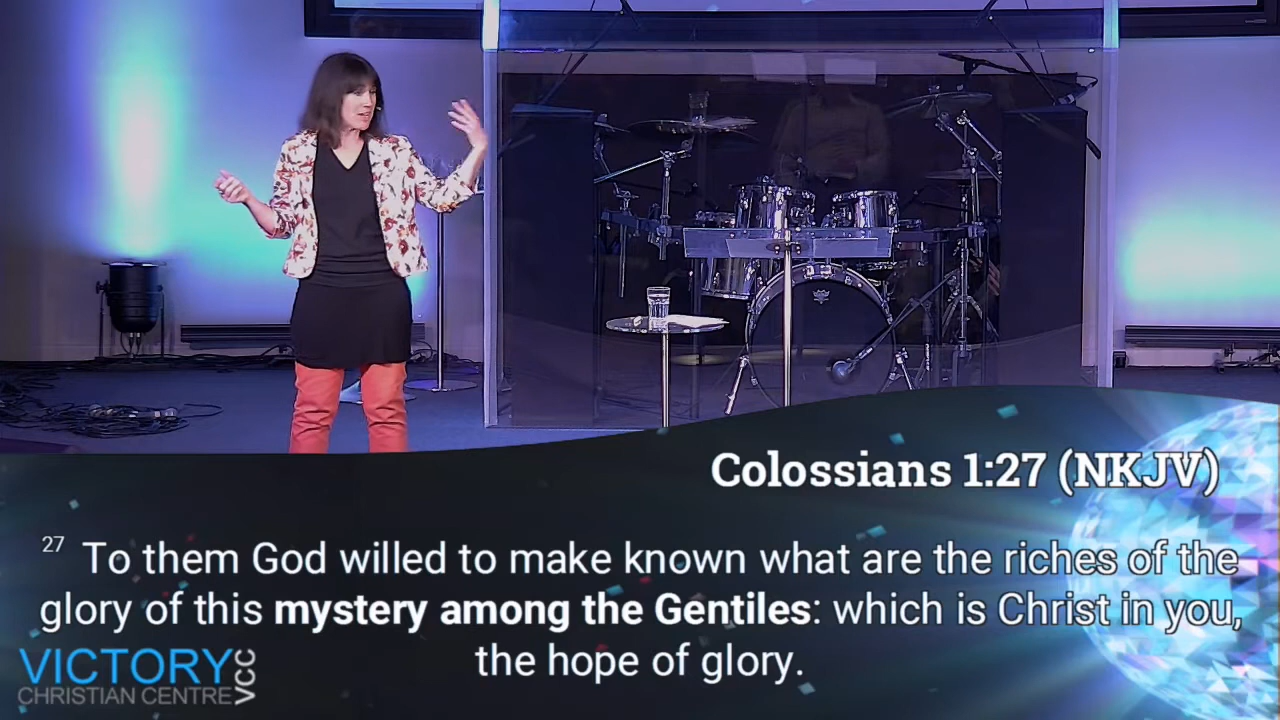 Colossians 1:27 (NKJV)
27 To them God willed to make known what are the riches of the
glory of this mystery among the Gentiles: which is Christ in you,
the hope of glory.
VICTORY
CHRISTIAN CENTRE
VCC